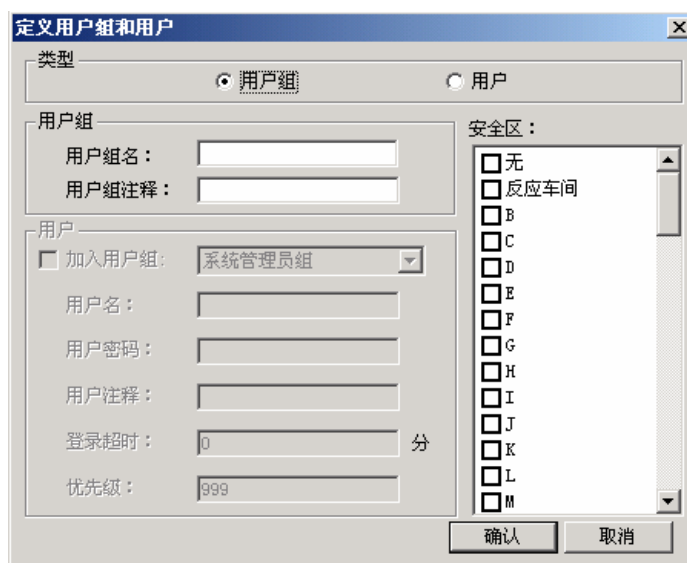 定义用户组和用户
类型
用户组 用户
用户组
用户组名：
用户组注释：
用户
加入用户组: 系统管理员组
用户名：
用户密码：
用户注释：
登录超时： 0 分
优先级： 999
安全区：
无
反应车间
B
C
D
E
F
G
H
I
J
K
L
M
确认 取消